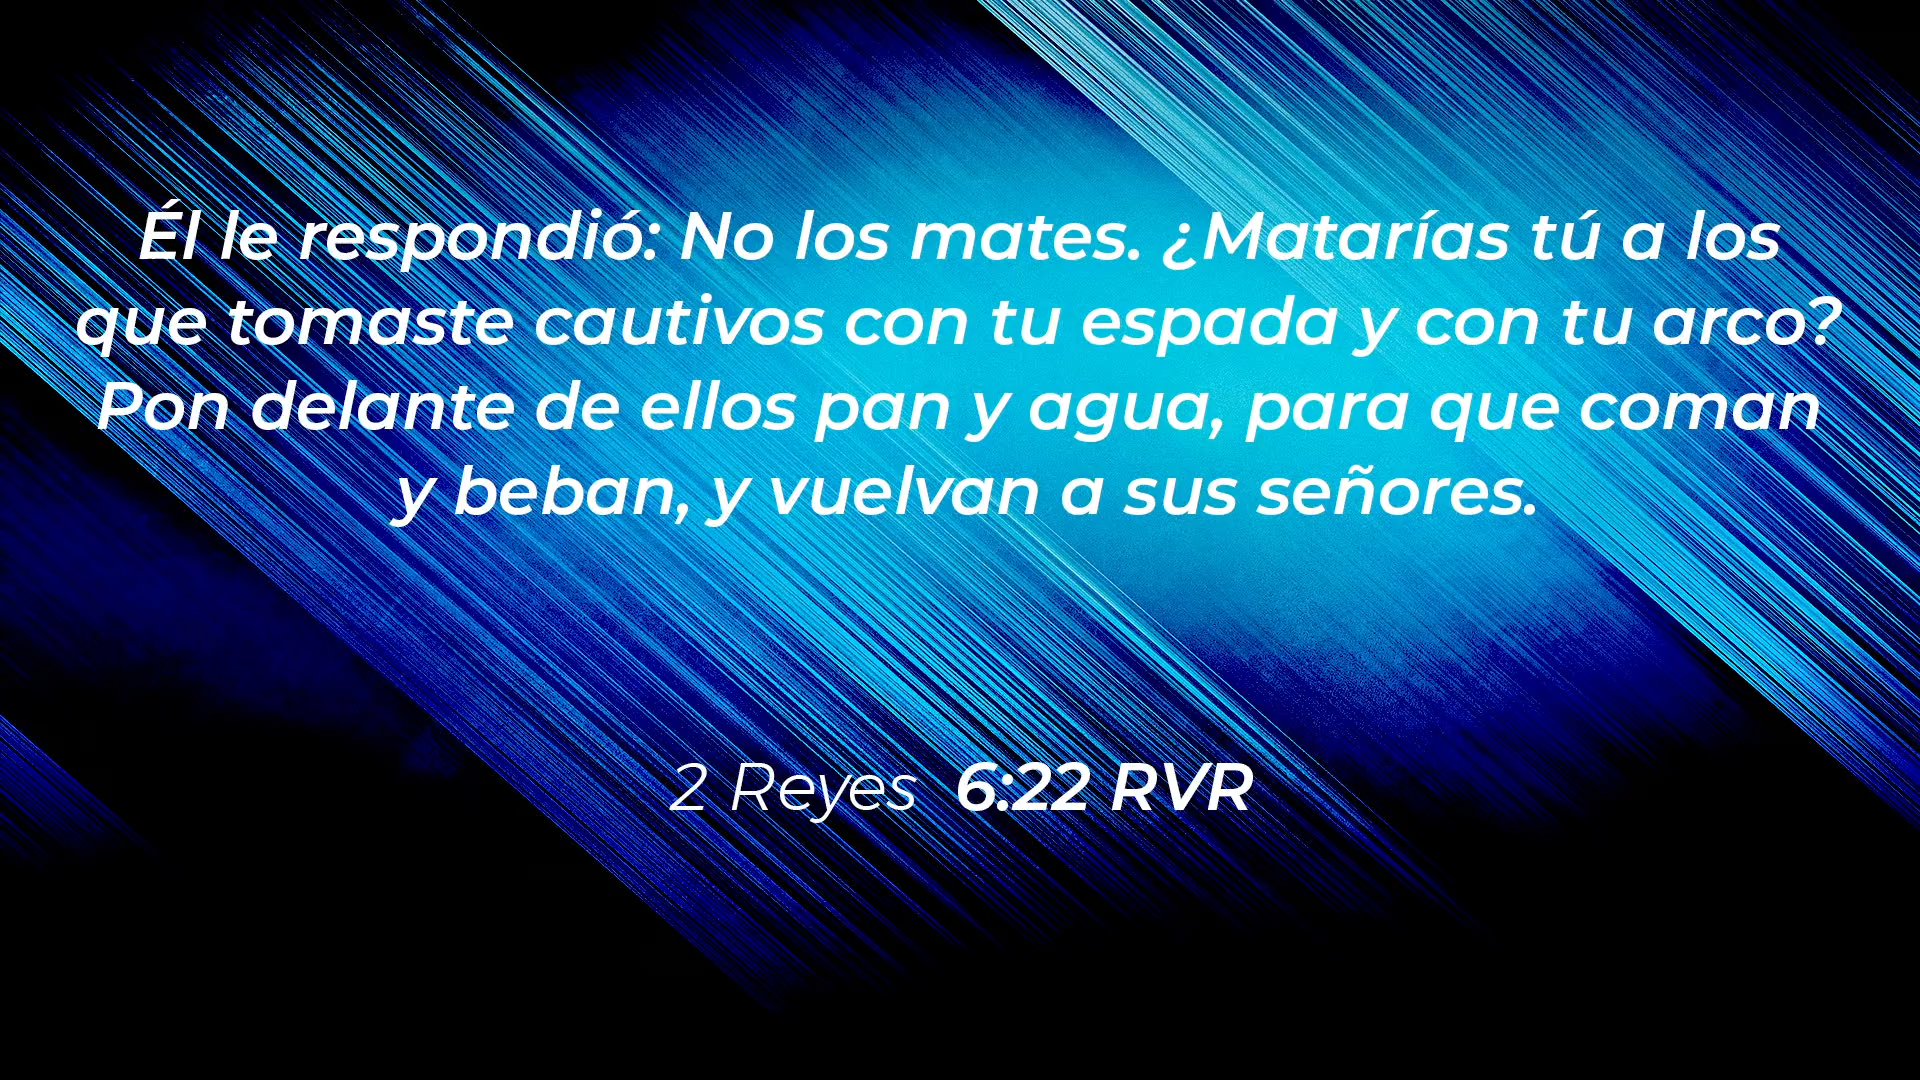 Él le respondió: No los mates. ¿Matarías tú a los
que tomaste cautivos con tu espada y con tu arco?
Pon delante de ellos pan y agua, para que coman
y beban, y vuelvan a sus señores.
2 Reyes 6:22 RVR